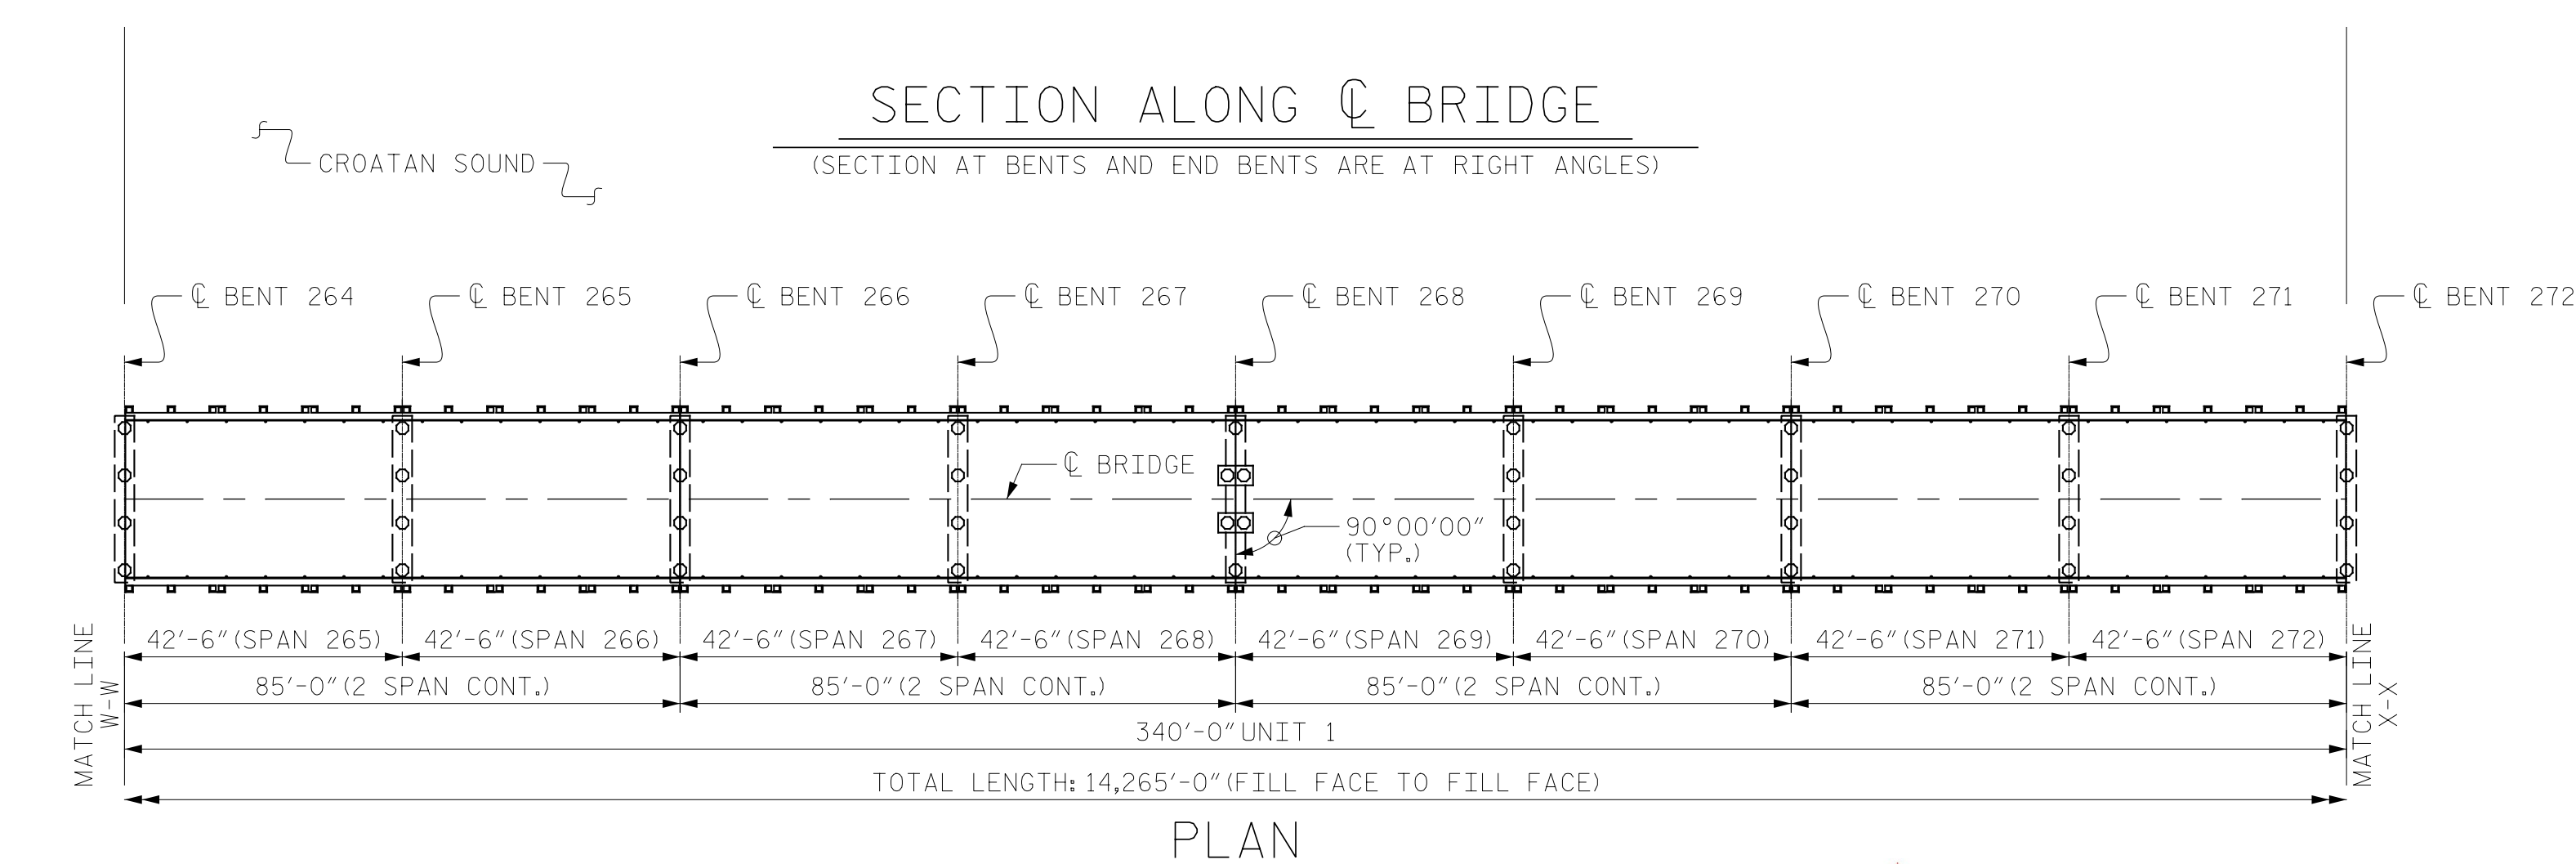 SECTION ALONG ℄ BRIDGE
(SECTION AT BENTS AND END BENTS ARE AT RIGHT ANGLES)
CROATAN SOUND
℄ BENT 264
℄ BENT 265
℄ BENT 266
℄ BENT 267
℄ BENT 268
℄ BENT 269
℄ BENT 270
℄ BENT 271
℄ BENT 272
℄ BRIDGE
90°00'00"
(TYP.)
MATCH LINE
W-W
42'-6"(SPAN 265)
42'-6"(SPAN 266)
42'-6"(SPAN 267)
42'-6"(SPAN 268)
42'-6"(SPAN 269)
42'-6"(SPAN 270)
42'-6"(SPAN 271)
42'-6"(SPAN 272)
MATCH LINE
X-X
85'-0"(2 SPAN CONT.)
85'-0"(2 SPAN CONT.)
85'-0"(2 SPAN CONT.)
85'-0"(2 SPAN CONT.)
340'-0"UNIT 1
TOTAL LENGTH: 14,265'-0"(FILL FACE TO FILL FACE)
PLAN